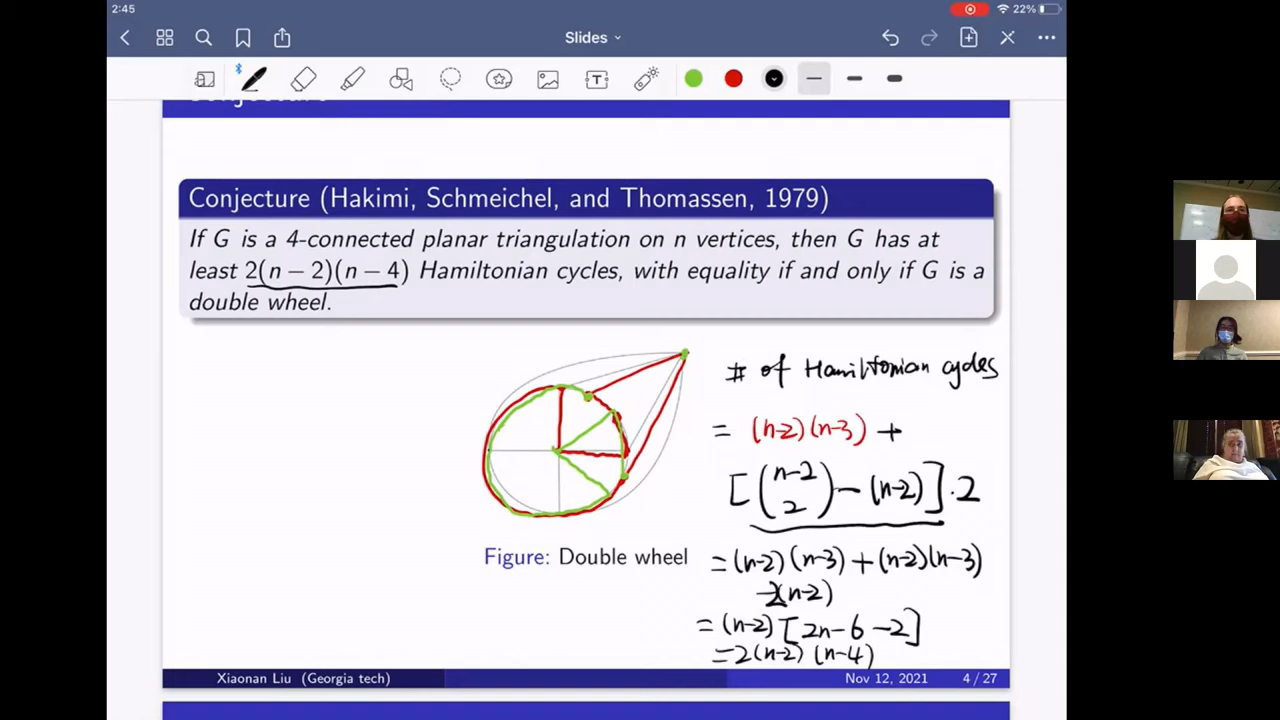 2:45
22%
Slides
Conjecture
Conjecture (Hakimi, Schmeichel, and Thomassen, 1979)
If G is a 4-connected planar triangulation on n vertices, then G has at
least 2(n − 2)(n − 4) Hamiltonian cycles, with equality if and only if G is a
double wheel.
# of Hamiltonian cycles
= (n-2)(n-3) +
[(n-2 2) - (n-2)] · 2
Figure: Double wheel
= (n-2)(n-3) + (n-2)(n-3)
-2(n-2)
= (n-2) [2n-6-2]
= 2(n-2) (n-4)
Xiaonan Liu (Georgia tech)
Nov 12, 2021
4 / 27